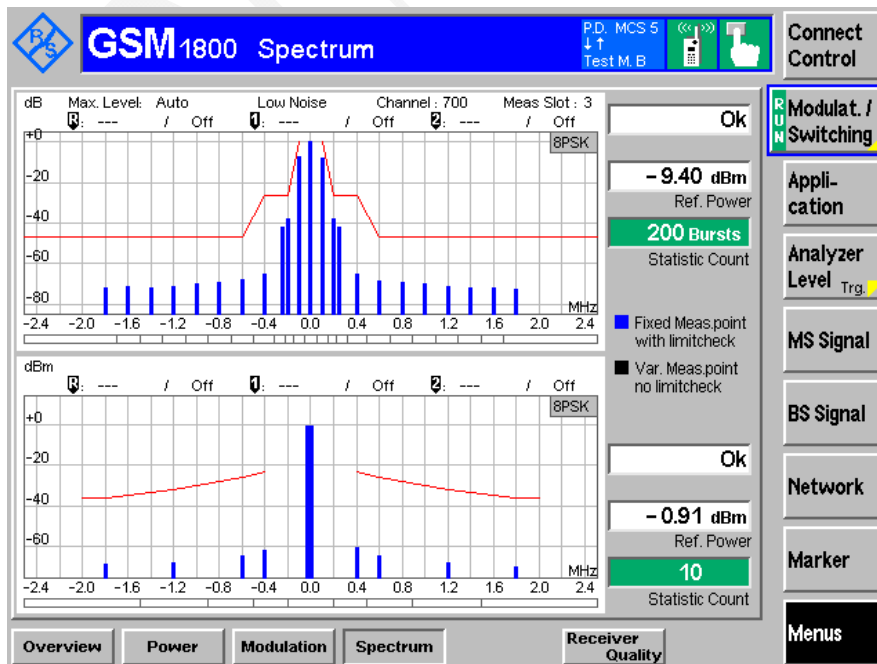 R&S
GSM 1800 Spectrum
P.D. MCS 5
↓↑
Test M. B
Connect
Control
RUN
Modulat. /
Switching
Appli-
cation
Analyzer
Level Trg.
MS Signal
BS Signal
Network
Marker
Menus
dB Max. Level: Auto Low Noise Channel : 700 Meas Slot : 3
R: --- / Off 1: --- / Off 2: --- / Off
8PSK
+0
-20
-40
-60
-80
MHz
-2.4 -2.0 -1.6 -1.2 -0.8 -0.4 0.0 0.4 0.8 1.2 1.6 2.0 2.4
Ok
-9.40 dBm
Ref. Power
200 Bursts
Statistic Count
Fixed Meas.point
with limitcheck
Var. Meas.point
no limitcheck
dBm
R: --- / Off 1: --- / Off 2: --- / Off
8PSK
+0
-20
-40
-60
MHz
-2.4 -2.0 -1.6 -1.2 -0.8 -0.4 0.0 0.4 0.8 1.2 1.6 2.0 2.4
Ok
-0.91 dBm
Ref. Power
10
Statistic Count
Overview
Power
Modulation
Spectrum
Receiver
Quality